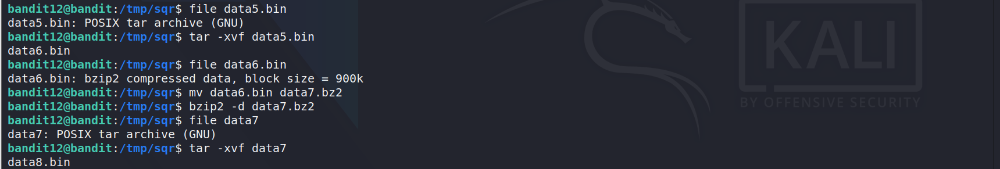 bandit12@bandit:/tmp/sqr$ file data5.bin
data5.bin: POSIX tar archive (GNU)
bandit12@bandit:/tmp/sqr$ tar -xvf data5.bin
data6.bin
bandit12@bandit:/tmp/sqr$ file data6.bin
data6.bin: bzip2 compressed data, block size = 900k
bandit12@bandit:/tmp/sqr$ mv data6.bin data7.bz2
bandit12@bandit:/tmp/sqr$ bzip2 -d data7.bz2
bandit12@bandit:/tmp/sqr$ file data7
data7: POSIX tar archive (GNU)
bandit12@bandit:/tmp/sqr$ tar -xvf data7
data8.bin
KALI
BY OFFENSIVE SECURITY